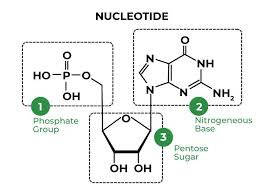 NUCLEOTIDE
O
HO
P
O
OH
1
Phosphate
Group
O
N
NH
N
N
NH₂
2
Nitrogeneous
Base
O
3
Pentose
Sugar
OH
OH